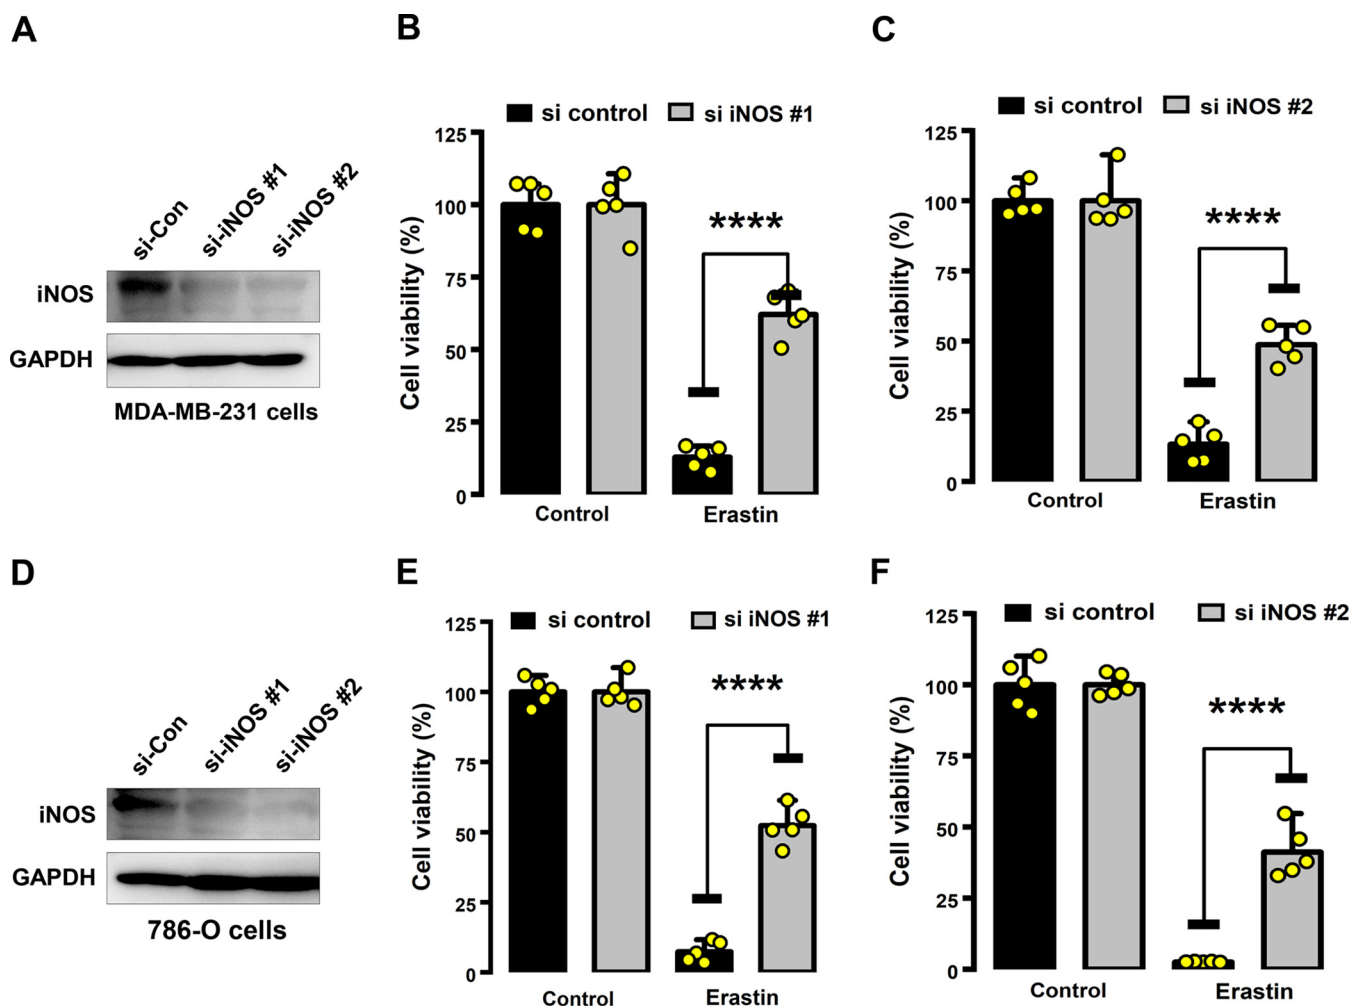 A
si-Con
si-iNOS #1
si-iNOS #2
iNOS
GAPDH
MDA-MB-231 cells
B
si control
si iNOS #1
Cell viability (%)
125
100
75
50
25
0
****
Control
Erastin
C
si control
si iNOS #2
Cell viability (%)
125
100
75
50
25
0
****
Control
Erastin
D
si-Con
si-iNOS #1
si-iNOS #2
iNOS
GAPDH
786-O cells
E
si control
si iNOS #1
Cell viability (%)
125
100
75
50
25
0
****
Control
Erastin
F
si control
si iNOS #2
Cell viability (%)
125
100
75
50
25
0
****
Control
Erastin